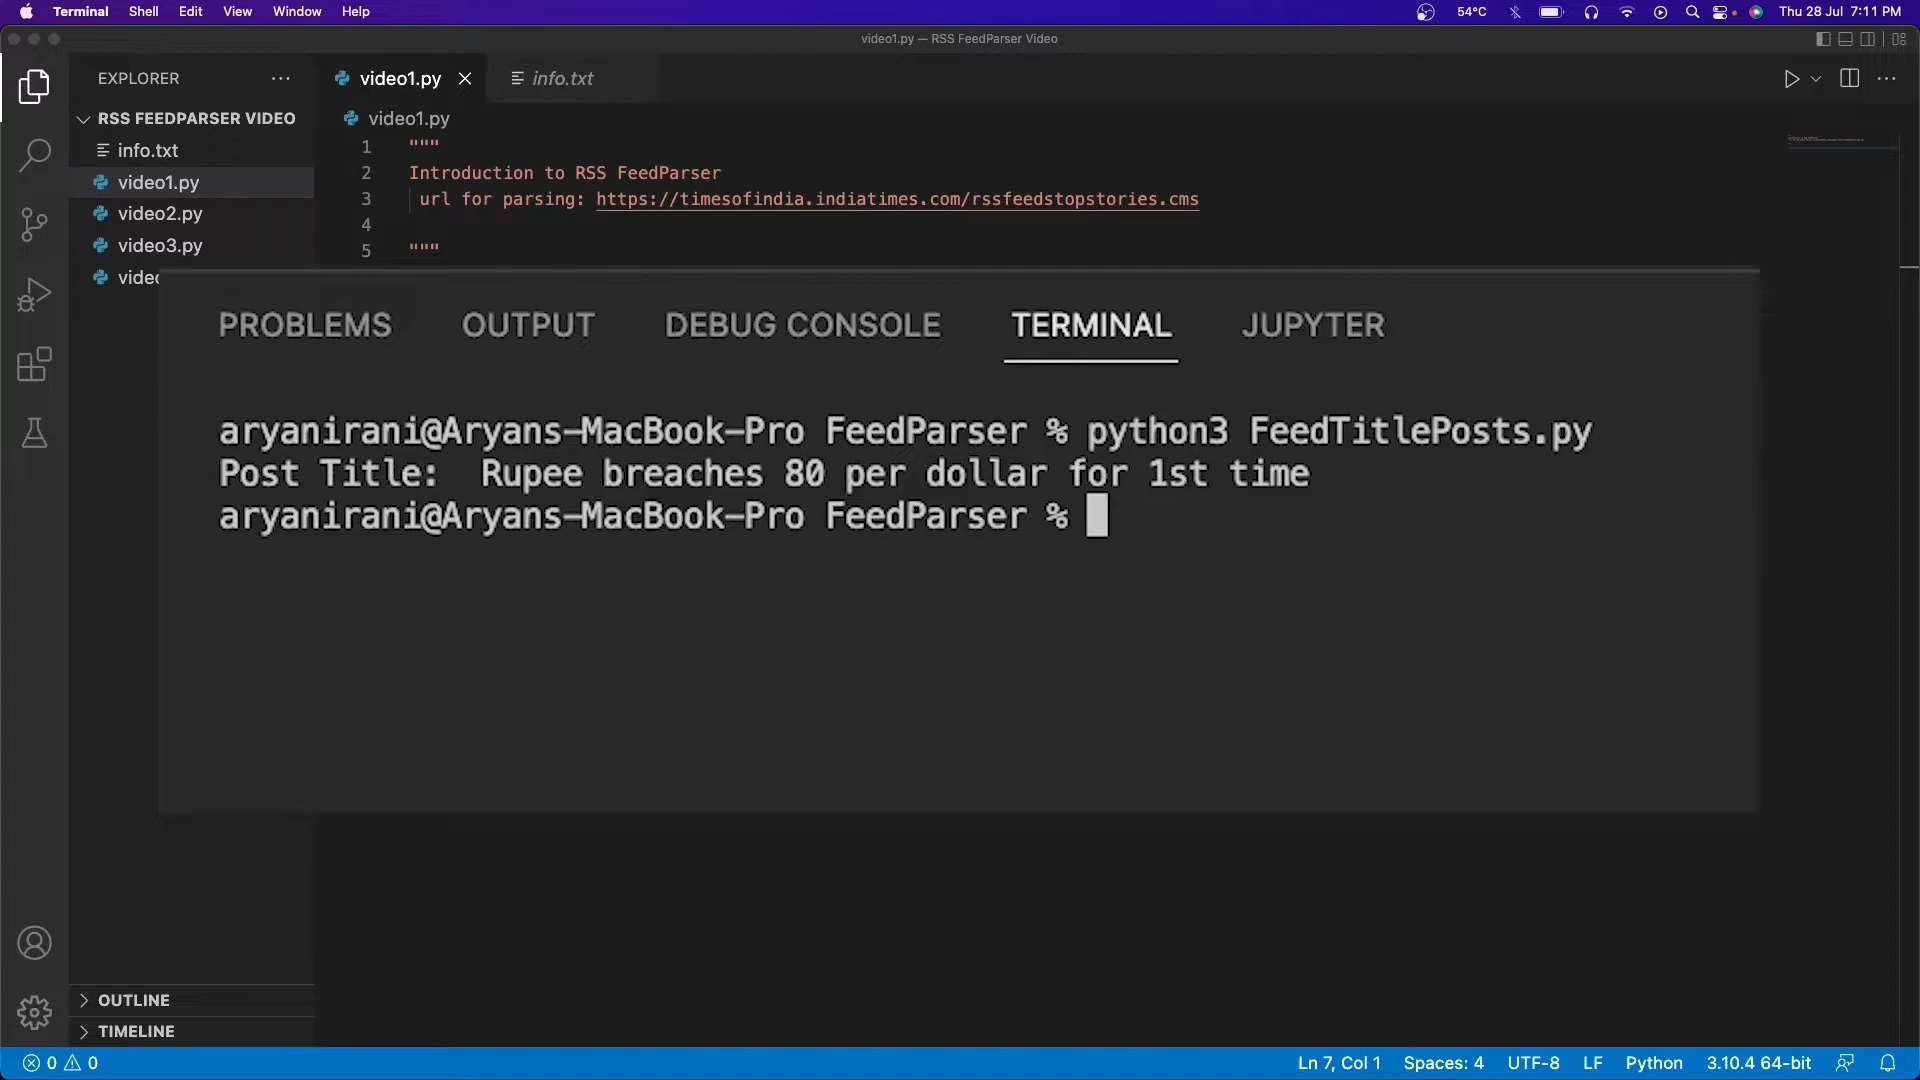 Terminal Shell Edit View Window Help
54°C Thu 28 Jul 7:11 PM
video1.py — RSS FeedParser Video
EXPLORER
video1.py
info.txt
RSS FEEDPARSER VIDEO
info.txt
video1.py
video2.py
video3.py
video
video1.py
1 """
2 Introduction to RSS FeedParser
3 url for parsing: https://timesofindia.indiatimes.com/rssfeedstopstories.cms
4
5 """
PROBLEMS OUTPUT DEBUG CONSOLE TERMINAL JUPYTER
aryanirani@Aryans-MacBook-Pro FeedParser % python3 FeedTitlePosts.py
Post Title:  Rupee breaches 80 per dollar for 1st time
aryanirani@Aryans-MacBook-Pro FeedParser %
OUTLINE
TIMELINE
0 0 Ln 7, Col 1 Spaces: 4 UTF-8 LF Python 3.10.4 64-bit